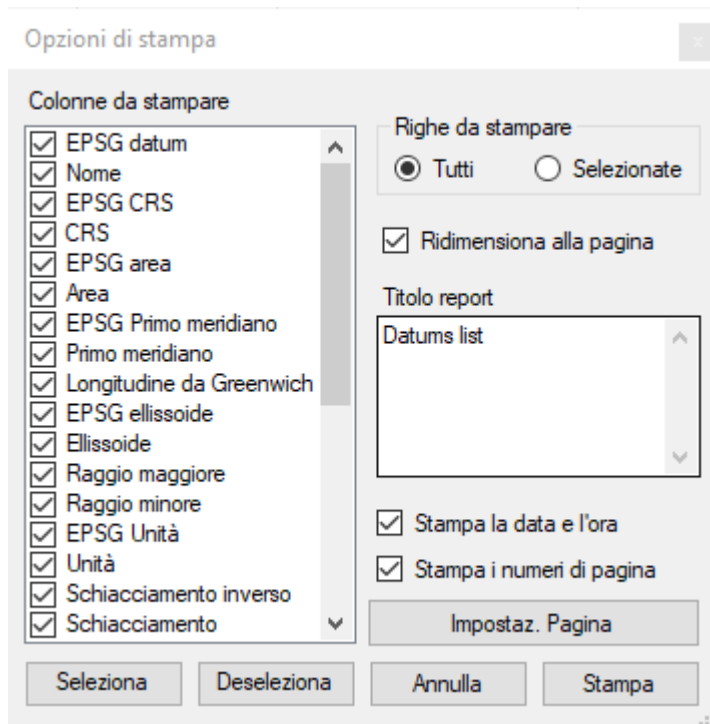 Opzioni di stampa
x
Colonne da stampare
EPSG datum
Nome
EPSG CRS
CRS
EPSG area
Area
EPSG Primo meridiano
Primo meridiano
Longitudine da Greenwich
EPSG ellissoide
Ellissoide
Raggio maggiore
Raggio minore
EPSG Unità
Unità
Schiacciamento inverso
Schiacciamento
Righe da stampare
Tutti Selezionate
Ridimensiona alla pagina
Titolo report
Datums list
Stampa la data e l'ora
Stampa i numeri di pagina
Impostaz. Pagina
Seleziona Deseleziona Annulla Stampa